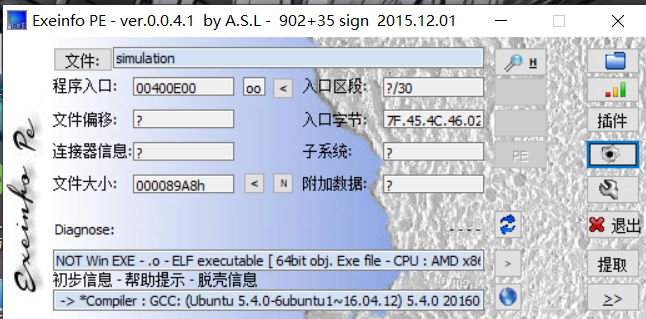 Exeinfo PE - ver.0.0.4.1 by A.S.L - 902+35 sign 2015.12.01
文件: simulation H
程序入口: 00400E00 oo < 入口区段: ?/30
文件偏移: ? 入口字节: 7F.45.4C.46.02 插件
连接器信息: ? 子系统: ? PE
文件大小: 000089A8h < N 附加数据: ?
Exeinfo Pe
Diagnose: - - - - 退出
NOT Win EXE - .o - ELF executable [ 64bit obj. Exe file - CPU : AMD x86 > 提取
初步信息 - 帮助提示 - 脱壳信息
-> *Compiler : GCC: (Ubuntu 5.4.0-6ubuntu1~16.04.12) 5.4.0 20160 >>